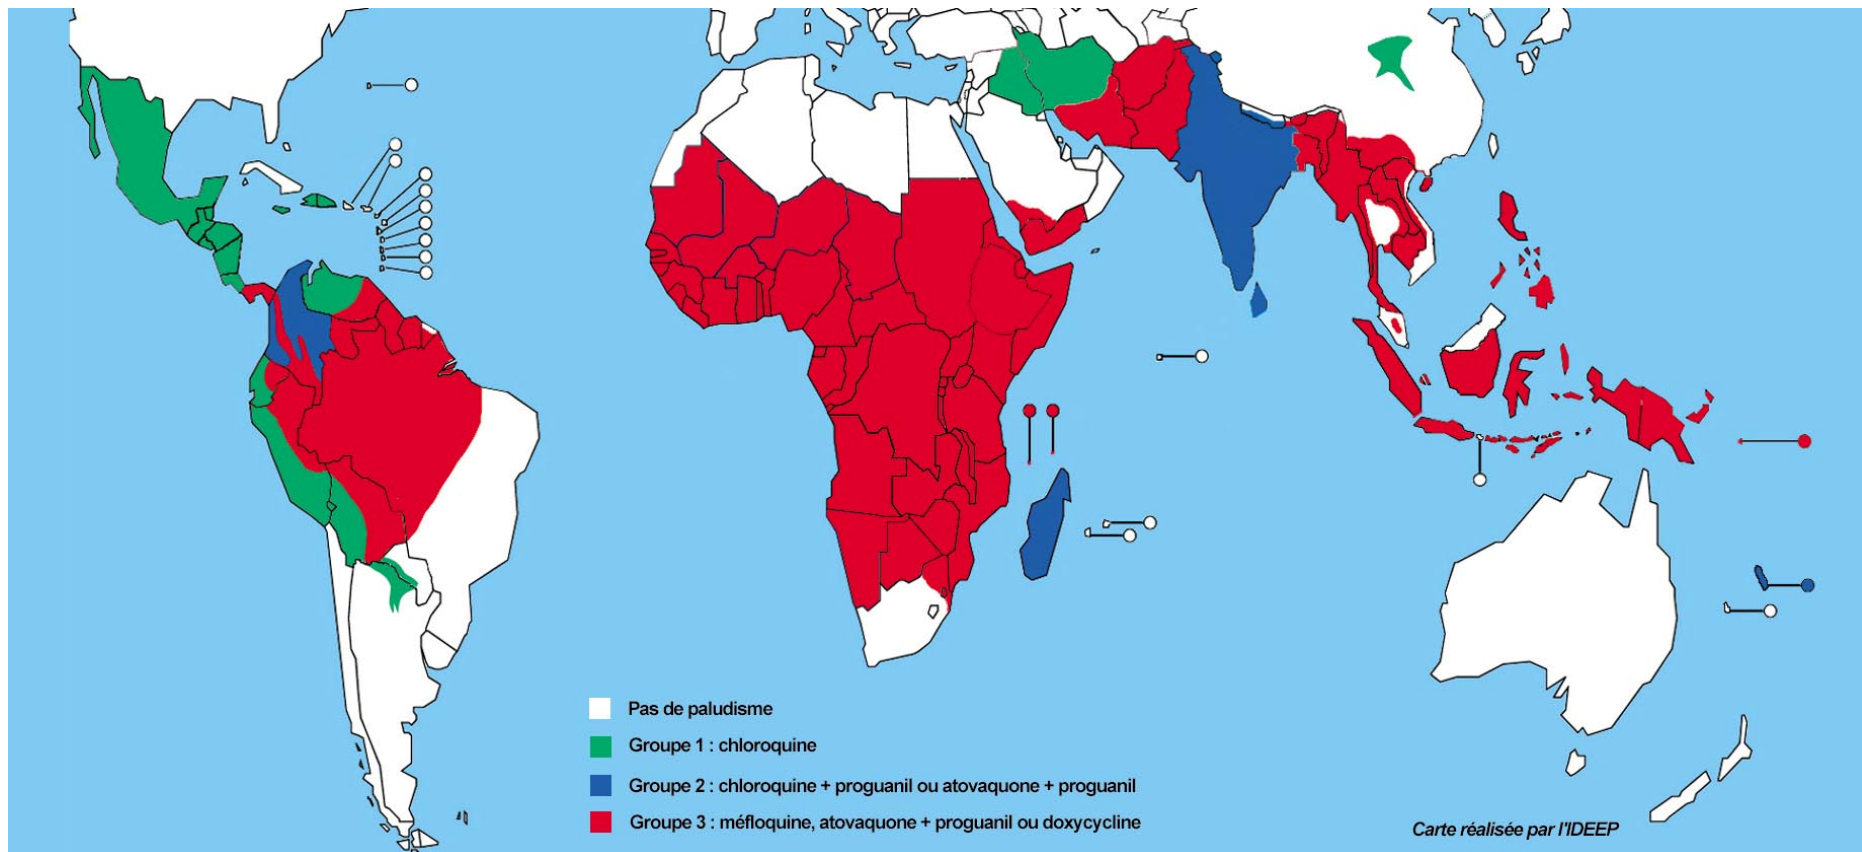 Pas de paludisme
Groupe 1 : chloroquine
Groupe 2 : chloroquine + proguanil ou atovaquone + proguanil
Groupe 3 : méfloquine, atovaquone + proguanil ou doxycycline
Carte réalisée par l'IDEEP